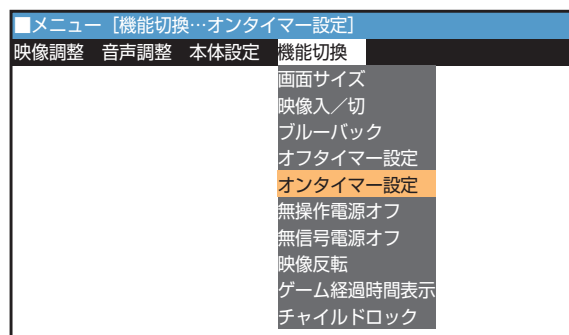 ■メニュー［機能切換…オンタイマー設定］
映像調整　音声調整　本体設定　機能切換
画面サイズ
映像入／切
ブルーバック
オフタイマー設定
オンタイマー設定
無操作電源オフ
無信号電源オフ
映像反転
ゲーム経過時間表示
チャイルドロック